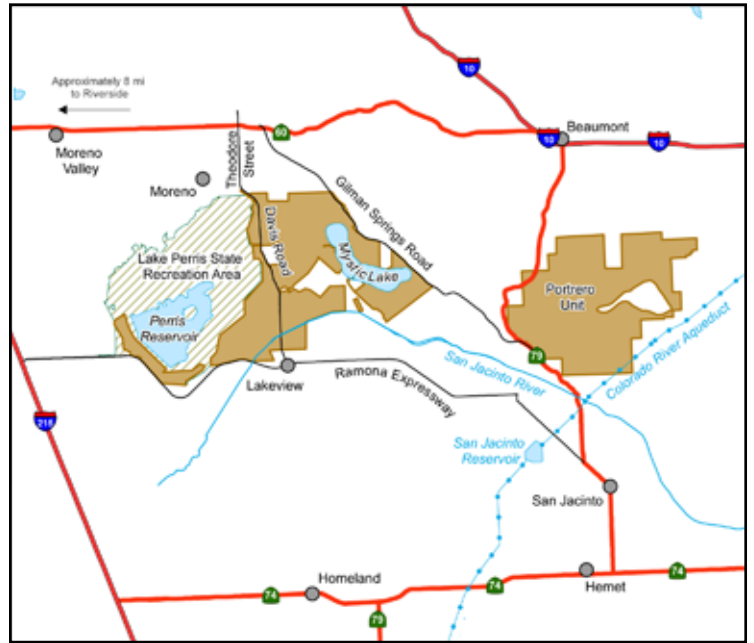 10
Approximately 8 mi
to Riverside
60
10
Beaumont
10
Moreno
Valley
Theodore
Street
Moreno
Gilman Springs Road
Davis Road
Mystic Lake
Lake Perris State
Recreation Area
Portrero
Unit
Perris
Reservoir
Colorado River Aqueduct
San Jacinto River
79
Lakeview
Ramona Expressway
215
San Jacinto
Reservoir
San Jacinto
Homeland
Hemet
74
74
74
79